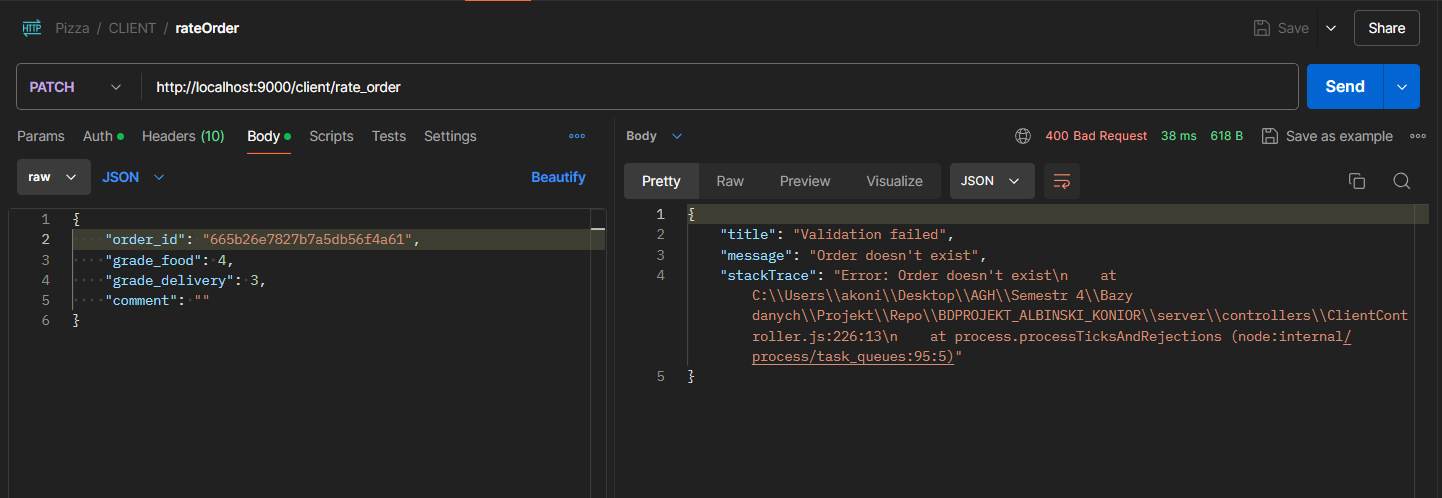 HTTP Pizza / CLIENT / rateOrder Save Share
PATCH http://localhost:9000/client/rate_order Send
Params Auth Headers (10) Body Scripts Tests Settings
raw JSON Beautify
1 {
2 "order_id": "665b26e7827b7a5db56f4a61",
3 "grade_food": 4,
4 "grade_delivery": 3,
5 "comment": ""
6 }
Body 400 Bad Request 38 ms 618 B Save as example
Pretty Raw Preview Visualize JSON
1 {
2 "title": "Validation failed",
3 "message": "Order doesn't exist",
4 "stackTrace": "Error: Order doesn't exist\n    at
C:\\Users\\akoni\\Desktop\\AGH\\Semestr 4\\Bazy
danych\\Projekt\\Repo\\BDPROJEKT_ALBINSKI_KONIOR\\server\\controllers\\ClientCont
roller.js:226:13\n    at process.processTicksAndRejections (node:internal/
process/task_queues:95:5)"
5 }